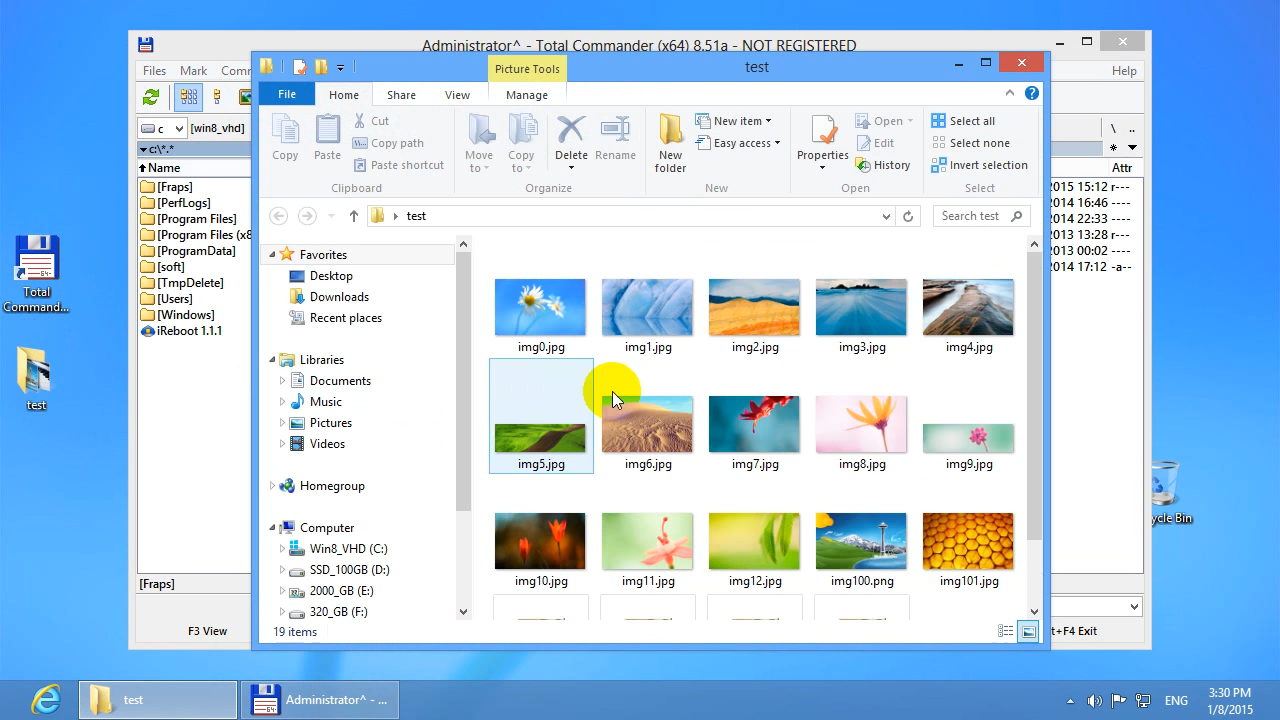 Administrator^ - Total Commander (x64) 8.51a - NOT REGISTERED
Files Mark Comm Help
c [win8_vhd] \ ..
c:\*.* *
Name Attr
[Fraps] 2015 15:12 r---
[PerfLogs] 2014 16:46 ----
[Program Files] 2014 22:33 r---
[Program Files (x8 2013 13:28 r---
[ProgramData] 2013 00:02 ----
[soft] 2014 17:12 -a--
[TmpDelete]
[Users]
[Windows]
iReboot 1.1.1
[Fraps]
F3 View
t+F4 Exit
Picture Tools
test
File Home Share View Manage
Copy
Paste
Cut
Copy path
Paste shortcut
Clipboard
Move to
Copy to
Delete
Rename
Organize
New folder
New item
Easy access
New
Properties
Open
Edit
History
Open
Select all
Select none
Invert selection
Select
test
Search test
Favorites
Desktop
Downloads
Recent places
Libraries
Documents
Music
Pictures
Videos
Homegroup
Computer
Win8_VHD (C:)
SSD_100GB (D:)
2000_GB (E:)
320_GB (F:)
img0.jpg img1.jpg img2.jpg img3.jpg img4.jpg
img5.jpg img6.jpg img7.jpg img8.jpg img9.jpg
img10.jpg img11.jpg img12.jpg img100.png img101.jpg
19 items
64
Total
Command...
test
ycle Bin
test
64
Administrator^ - ...
ENG
3:30 PM
1/8/2015